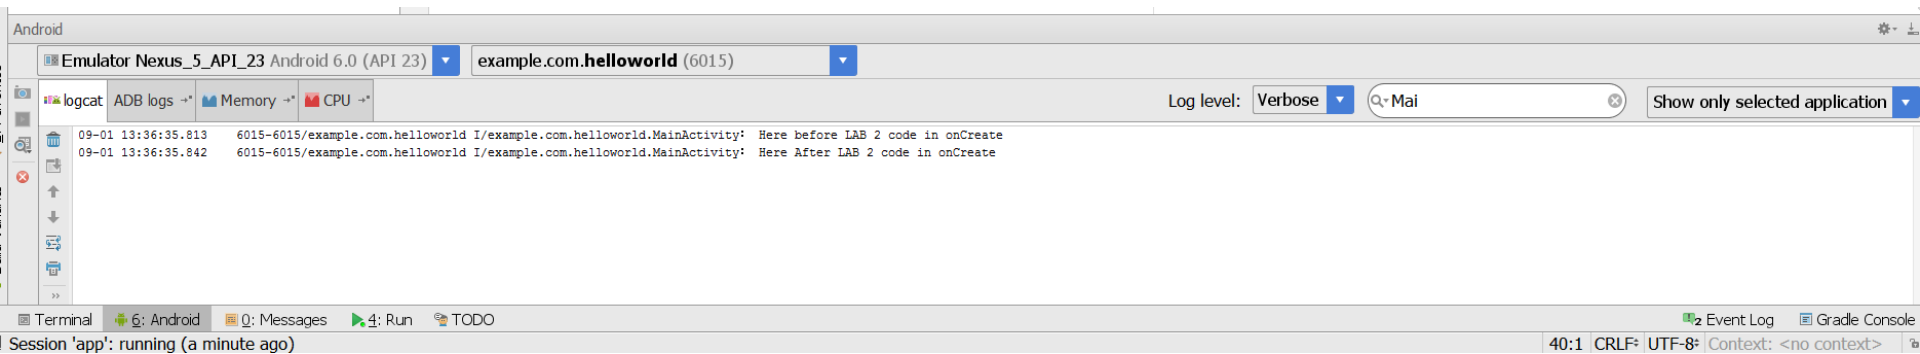 Android
Emulator Nexus_5_API_23 Android 6.0 (API 23) example.com.helloworld (6015)
logcat ADB logs Memory CPU Log level: Verbose Mai Show only selected application
09-01 13:36:35.813 6015-6015/example.com.helloworld I/example.com.helloworld.MainActivity: Here before LAB 2 code in onCreate
09-01 13:36:35.842 6015-6015/example.com.helloworld I/example.com.helloworld.MainActivity: Here After LAB 2 code in onCreate
Terminal 6: Android 0: Messages 4: Run TODO 2 Event Log Gradle Console
Session 'app': running (a minute ago) 40:1 CRLF UTF-8 Context: <no context>